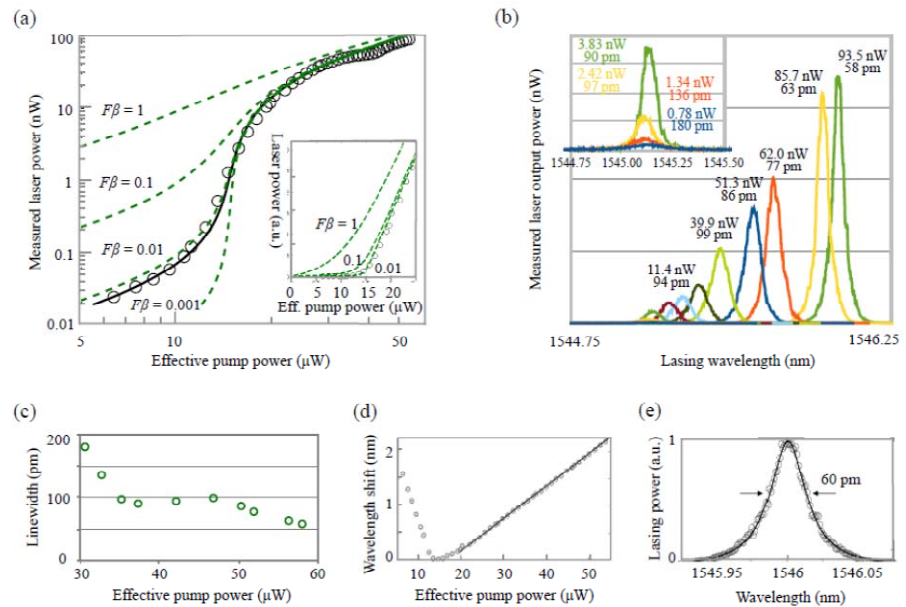 (a)
100
10
1
0.1
0.01
Measured laser power (nW)
Fβ = 1
Fβ = 0.1
Fβ = 0.01
Fβ = 0.001
5
10
50
Effective pump power (µW)
Laser power (a.u.)
Fβ = 1
0.1
0.01
0
5
10
15
20
Eff. pump power (µW)
(b)
Measured laser output power (nW)
3.83 nW
90 pm
2.42 nW
97 pm
1.34 nW
136 pm
0.78 nW
180 pm
1544.75
1545.00
1545.25
1545.50
93.5 nW
58 pm
85.7 nW
63 pm
62.0 nW
77 pm
51.3 nW
86 pm
39.9 nW
99 pm
11.4 nW
94 pm
1544.75
1546.25
Lasing wavelength (nm)
(c)
Linewidth (pm)
200
100
0
30
40
50
60
Effective pump power (µW)
(d)
Wavelength shift (nm)
2
1
0
10
20
30
40
50
Effective pump power (µW)
(e)
Lasing power (a.u.)
1
0
60 pm
1545.95
1546
1546.05
Wavelength (nm)